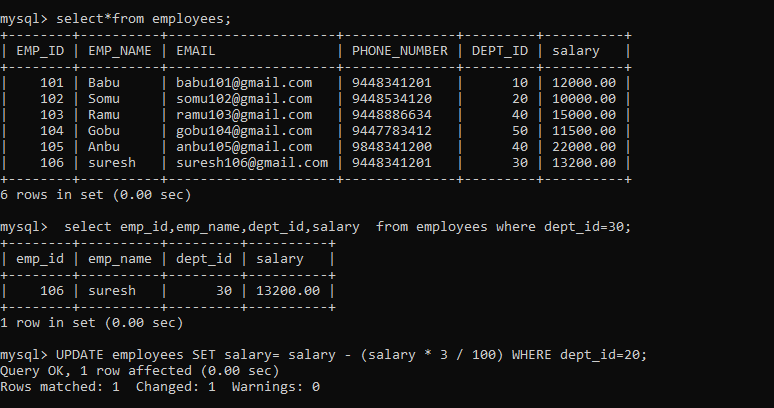 mysql> select*from employees;
+--------+----------+---------------------+--------------+---------+----------+
| EMP_ID | EMP_NAME | EMAIL               | PHONE_NUMBER | DEPT_ID | salary   |
+--------+----------+---------------------+--------------+---------+----------+
|    101 | Babu     | babu101@gmail.com   | 9448341201   |      10 | 12000.00 |
|    102 | Somu     | somu102@gmail.com   | 9448534120   |      20 | 10000.00 |
|    103 | Ramu     | ramu103@gmail.com   | 9448886634   |      40 | 15000.00 |
|    104 | Gobu     | gobu104@gmail.com   | 9447783412   |      50 | 11500.00 |
|    105 | Anbu     | anbu105@gmail.com   | 9848341200   |      40 | 22000.00 |
|    106 | suresh   | suresh106@gmail.com | 9448341201   |      30 | 13200.00 |
+--------+----------+---------------------+--------------+---------+----------+
6 rows in set (0.00 sec)
mysql>  select emp_id,emp_name,dept_id,salary  from employees where dept_id=30;
+--------+----------+---------+----------+
| emp_id | emp_name | dept_id | salary   |
+--------+----------+---------+----------+
|    106 | suresh   |      30 | 13200.00 |
+--------+----------+---------+----------+
1 row in set (0.00 sec)
mysql> UPDATE employees SET salary= salary - (salary * 3 / 100) WHERE dept_id=20;
Query OK, 1 row affected (0.00 sec)
Rows matched: 1  Changed: 1  Warnings: 0